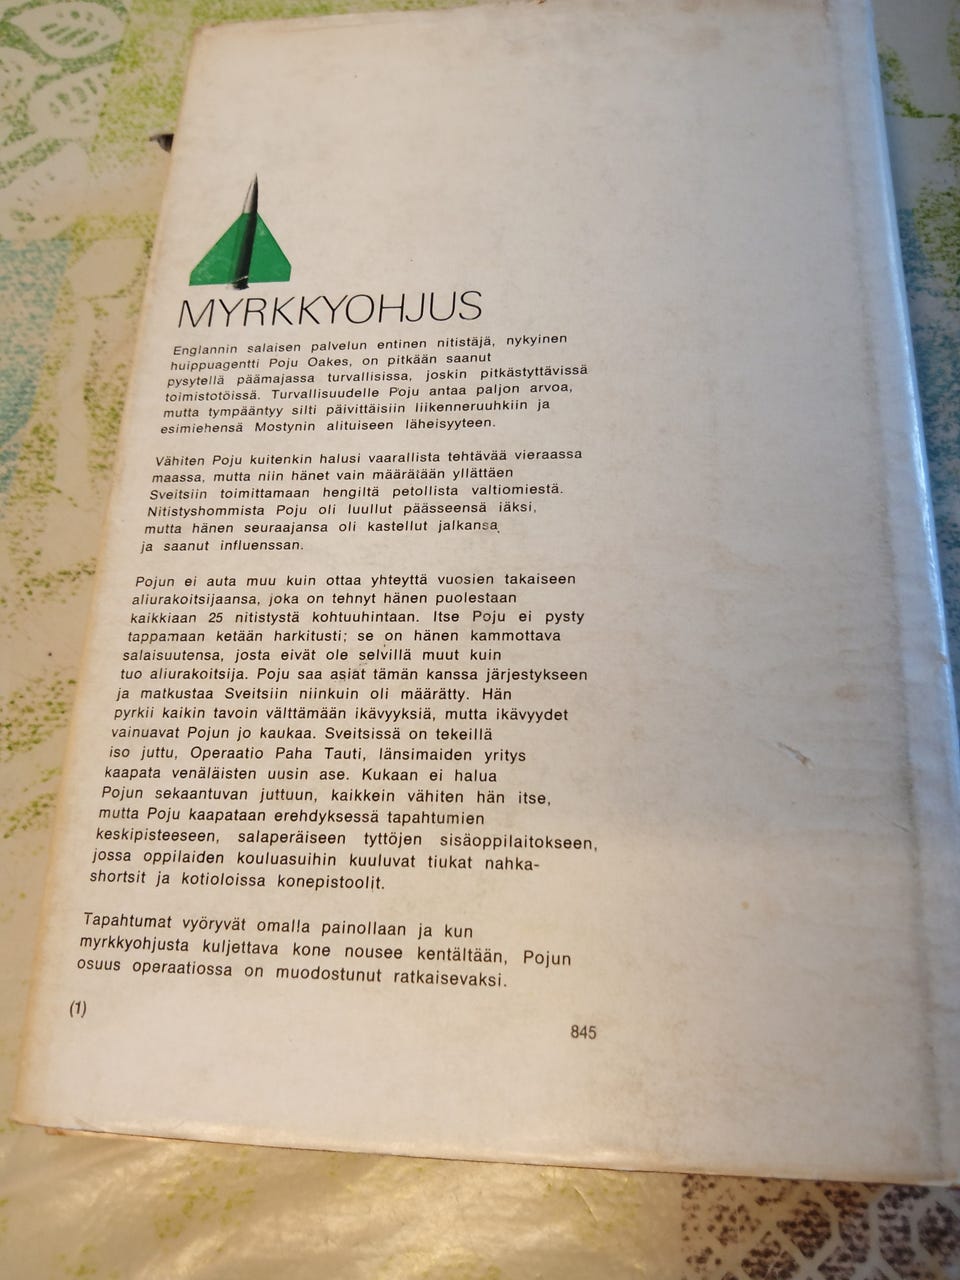 MYRKKYOHJUS
Englannin salaisen palvelun entinen nitistäjä, nykyinen
huippuagentti Poju Oakes, on pitkään saanut
pysytellä päämajassa turvallisissa, joskin pitkästyttävissä
toimistotöissä. Turvallisuudelle Poju antaa paljon arvoa,
mutta tympääntyy silti päivittäisiin liikenneruuhkiin ja
esimiehensä Mostynin alituiseen läheisyyteen.
Vähiten Poju kuitenkin halusi vaarallista tehtävää vieraassa
maassa, mutta niin hänet vain määrätään yllättäen
Sveitsiin toimittamaan hengiltä petollista valtiomiestä.
Nitistyshommista Poju oli luullut päässeensä iäksi,
mutta hänen seuraajansa oli kastellut jalkansa
ja saanut influenssan.
Pojun ei auta muu kuin ottaa yhteyttä vuosien takaiseen
aliurakoitsijaansa, joka on tehnyt hänen puolestaan
kaikkiaan 25 nitistystä kohtuuhintaan. Itse Poju ei pysty
tappamaan ketään harkitusti; se on hänen kammottava
salaisuutensa, josta eivät ole selvillä muut kuin
tuo aliurakoitsija. Poju saa asiat tämän kanssa järjestykseen
ja matkustaa Sveitsiin niinkuin oli määrätty. Hän
pyrkii kaikin tavoin välttämään ikävyyksiä, mutta ikävyydet
vainuavat Pojun jo kaukaa. Sveitsissä on tekeillä
iso juttu, Operaatio Paha Tauti, länsimaiden yritys
kaapata venäläisten uusin ase. Kukaan ei halua
Pojun sekaantuvan juttuun, kaikkein vähiten hän itse,
mutta Poju kaapataan erehdyksessä tapahtumien
keskipisteeseen, salaperäiseen tyttöjen sisäoppilaitokseen,
jossa oppilaiden kouluasuihin kuuluvat tiukat nahka-
shortsit ja kotioloissa konepistoolit.
Tapahtumat vyöryvät omalla painollaan ja kun
myrkkyohjusta kuljettava kone nousee kentältään, Pojun
osuus operaatiossa on muodostunut ratkaisevaksi.
(1)
845